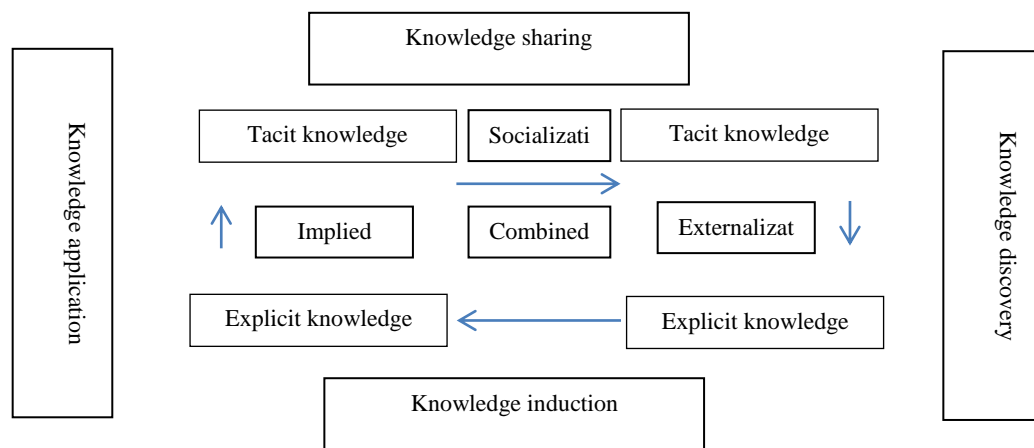 Knowledge sharing
Knowledge application
Tacit knowledge
Socializati
Tacit knowledge
Implied
Combined
Externalizat
Explicit knowledge
Explicit knowledge
Knowledge discovery
Knowledge induction